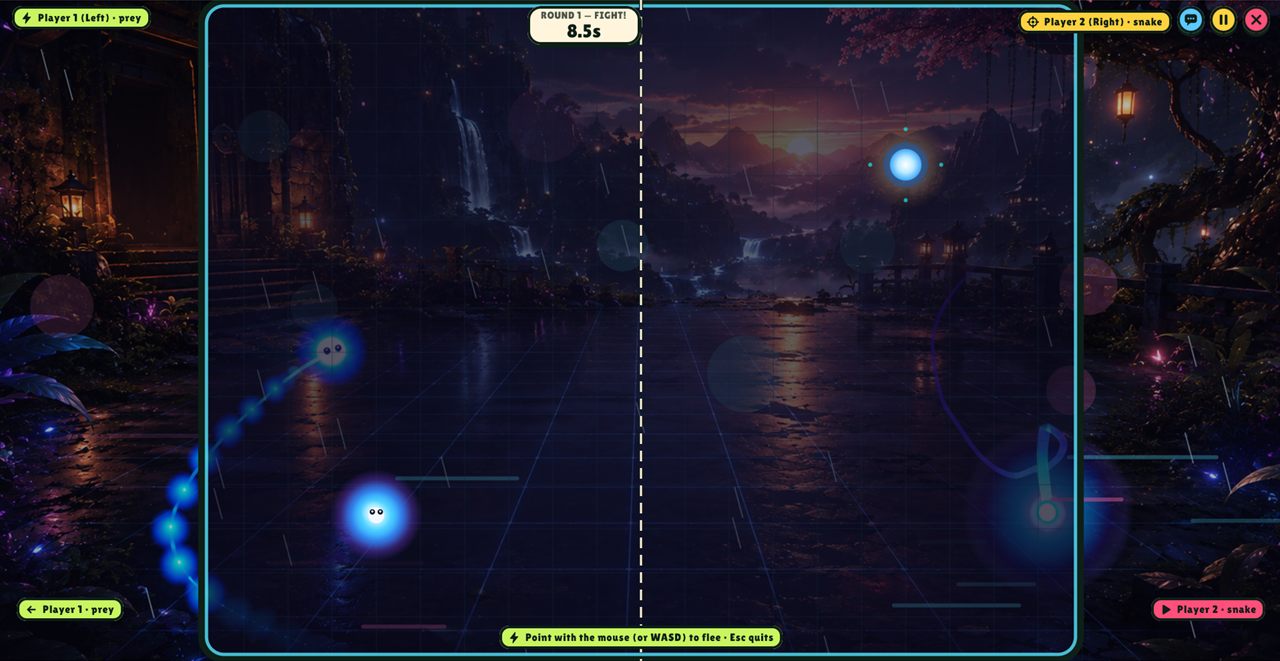 Player 1 (Left) · prey
ROUND 1 – FIGHT!
8.5s
Player 2 (Right) · snake
Player 1 · prey
Player 2 · snake
Point with the mouse (or WASD) to flee · Esc quits